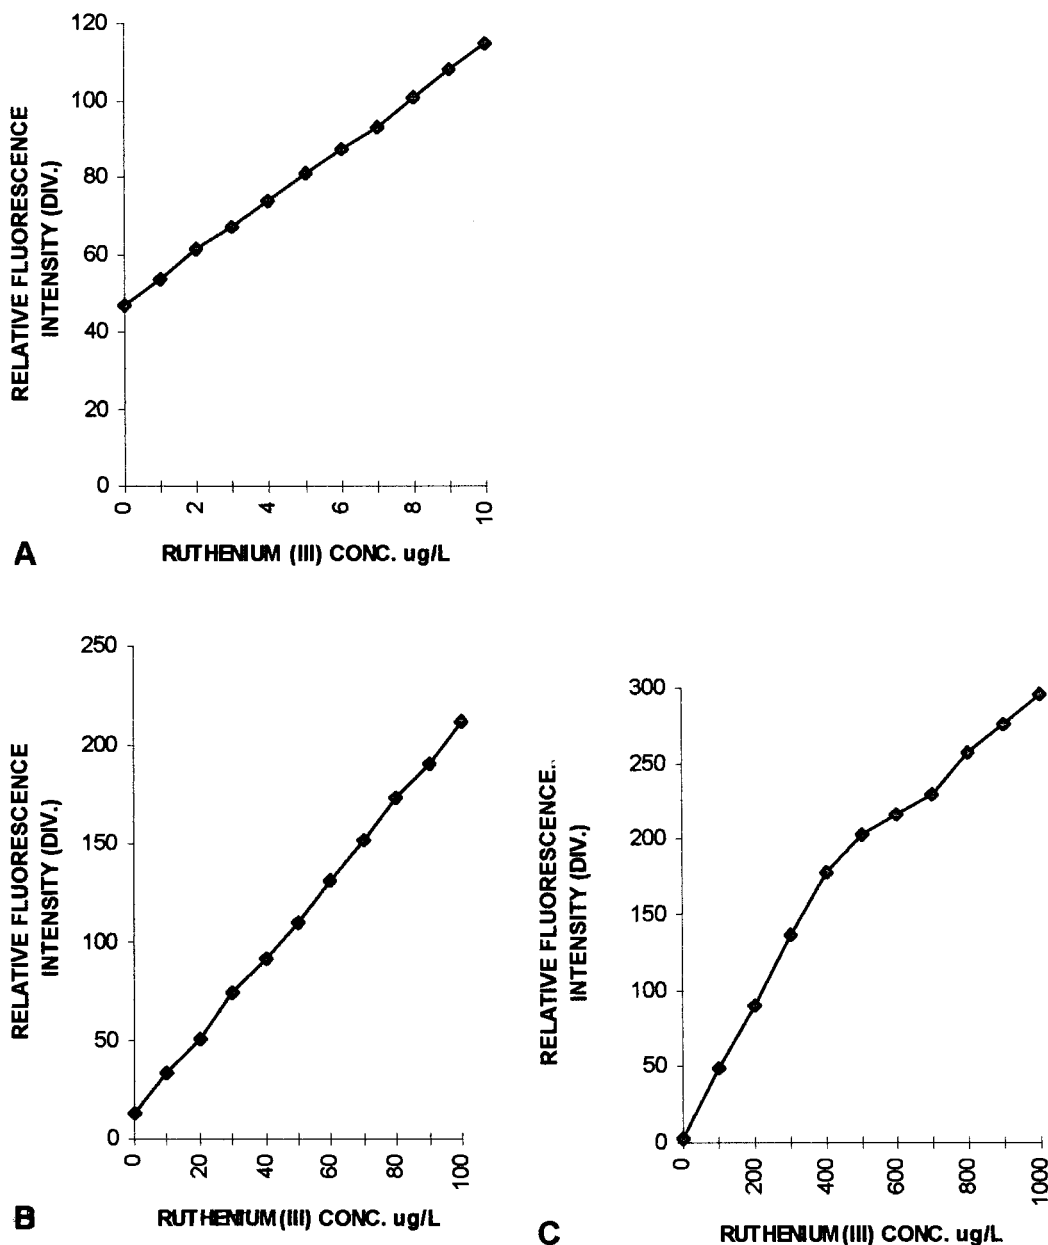 120
100
80
60
40
20
0
RELATIVE FLUORESCENCE
INTENSITY (DIV.)
0 2 4 6 8 10
A
RUTHENIUM (III) CONC. ug/L
250
200
150
100
50
0
RELATIVE FLUORESCENCE
INTENSITY (DIV.)
0 20 40 60 80 100
B
RUTHENIUM (III) CONC. ug/L
300
250
200
150
100
50
0
RELATIVE FLUORESCENCE.
INTENSITY (DIV.)
0 200 400 600 800 1000
C
RUTHENIUM (III) CONC. ug/L